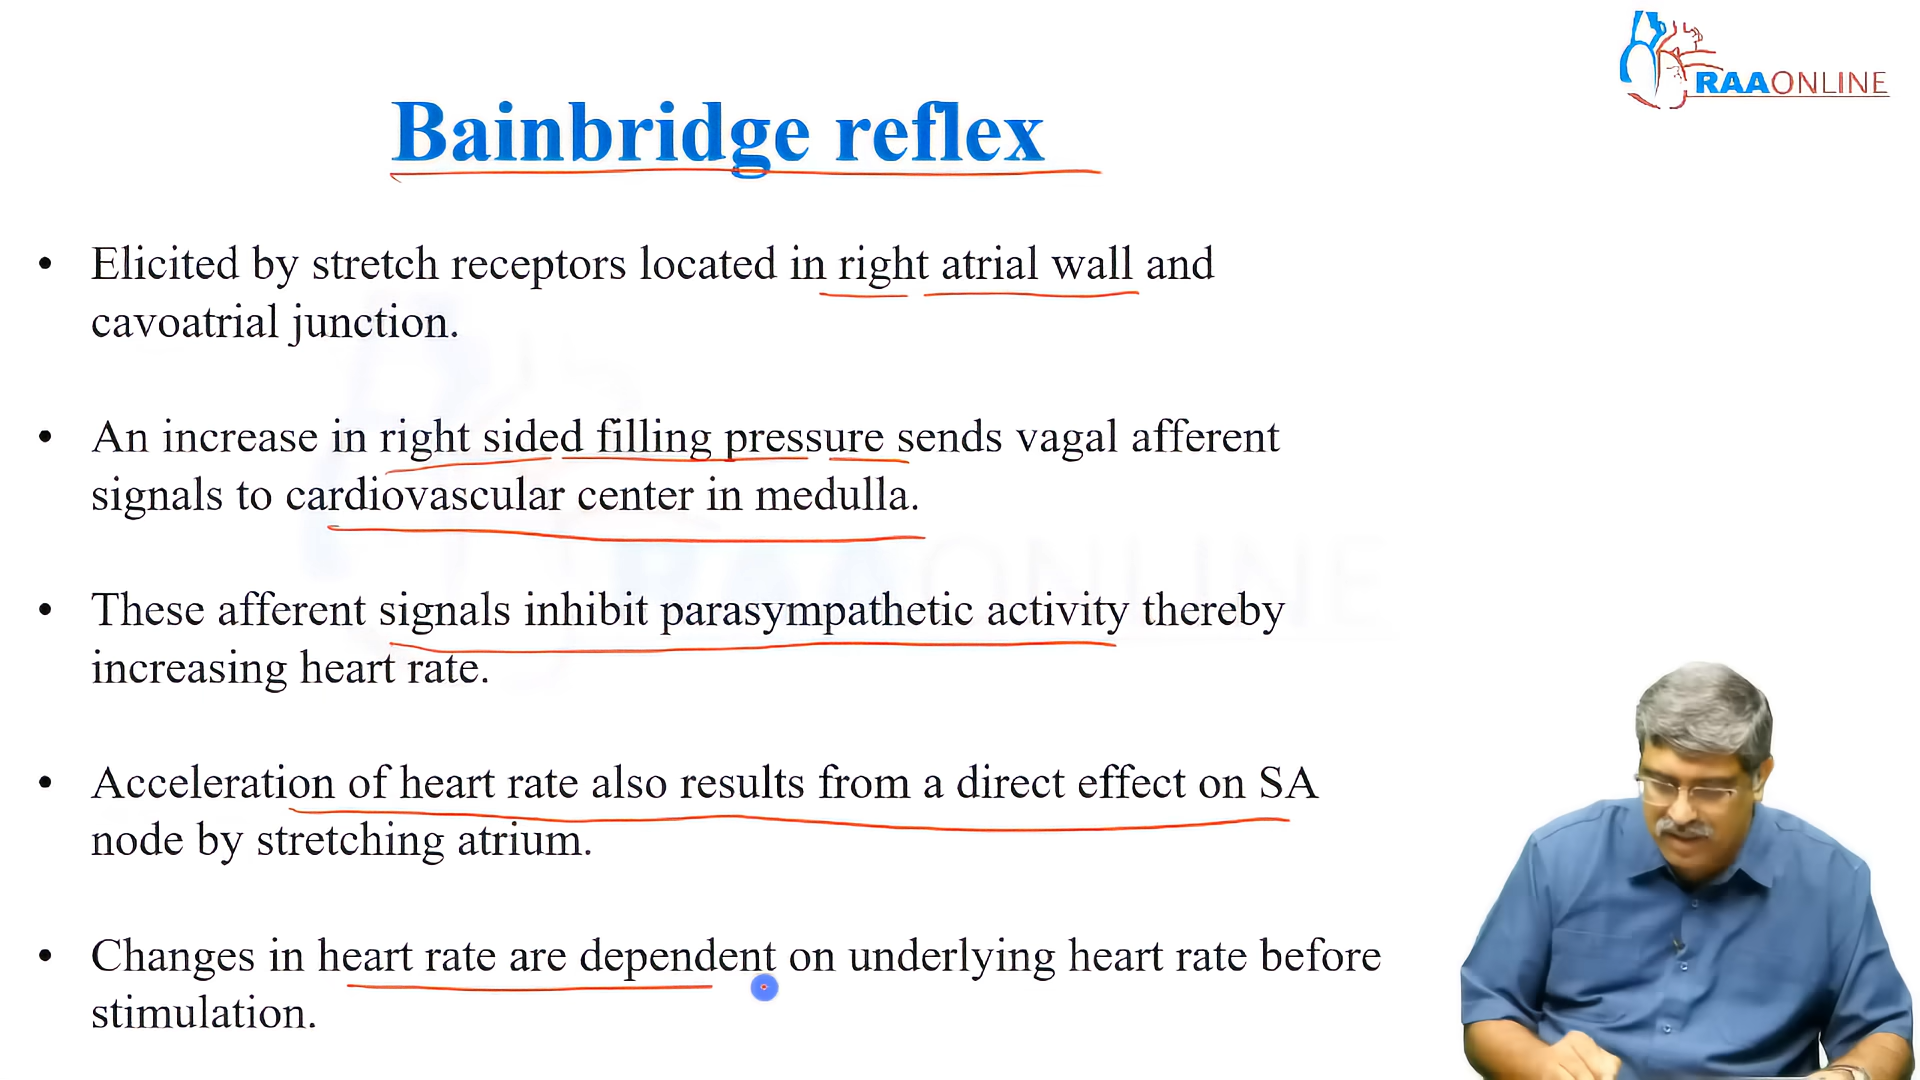 RAAONLINE
Bainbridge reflex
• Elicited by stretch receptors located in right atrial wall and
cavoatrial junction.
• An increase in right sided filling pressure sends vagal afferent
signals to cardiovascular center in medulla.
• These afferent signals inhibit parasympathetic activity thereby
increasing heart rate.
• Acceleration of heart rate also results from a direct effect on SA
node by stretching atrium.
• Changes in heart rate are dependent on underlying heart rate before
stimulation.
RAAONLINE